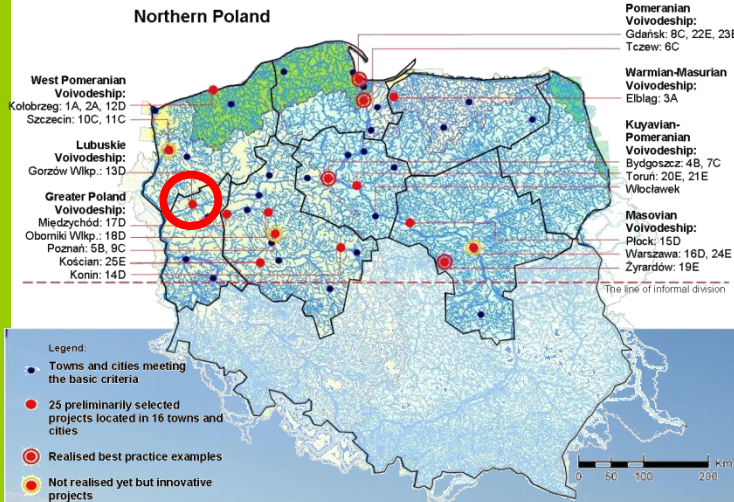 Northern Poland
West Pomeranian
Voivodeship:
Kołobrzeg: 1A, 2A, 12D
Szczecin: 10C, 11C
Lubuskie
Voivodeship:
Gorzów Wlkp.: 13D
Greater Poland
Voivodeship:
Międzychód: 17D
Oborniki Wlkp.: 18D
Poznań: 5B, 9C
Kościan: 25E
Konin: 14D
Pomeranian
Voivodeship:
Gdańsk: 8C, 22E, 23E
Tczew: 6C
Warmian-Masurian
Voivodeship:
Elbląg: 3A
Kuyavian-
Pomeranian
Voivodeship:
Bydgoszcz: 4B, 7C
Toruń: 20E, 21E
Włocławek
Masovian
Voivodeship:
Płock: 15D
Warszawa: 16D, 24E
Żyrardów: 19E
The line of informal division
Legend:
Towns and cities meeting
the basic criteria
25 preliminarily selected
projects located in 16 towns and
cities
Realised best practice examples
Not realised yet but innovative
projects
Km
0 50 100 200